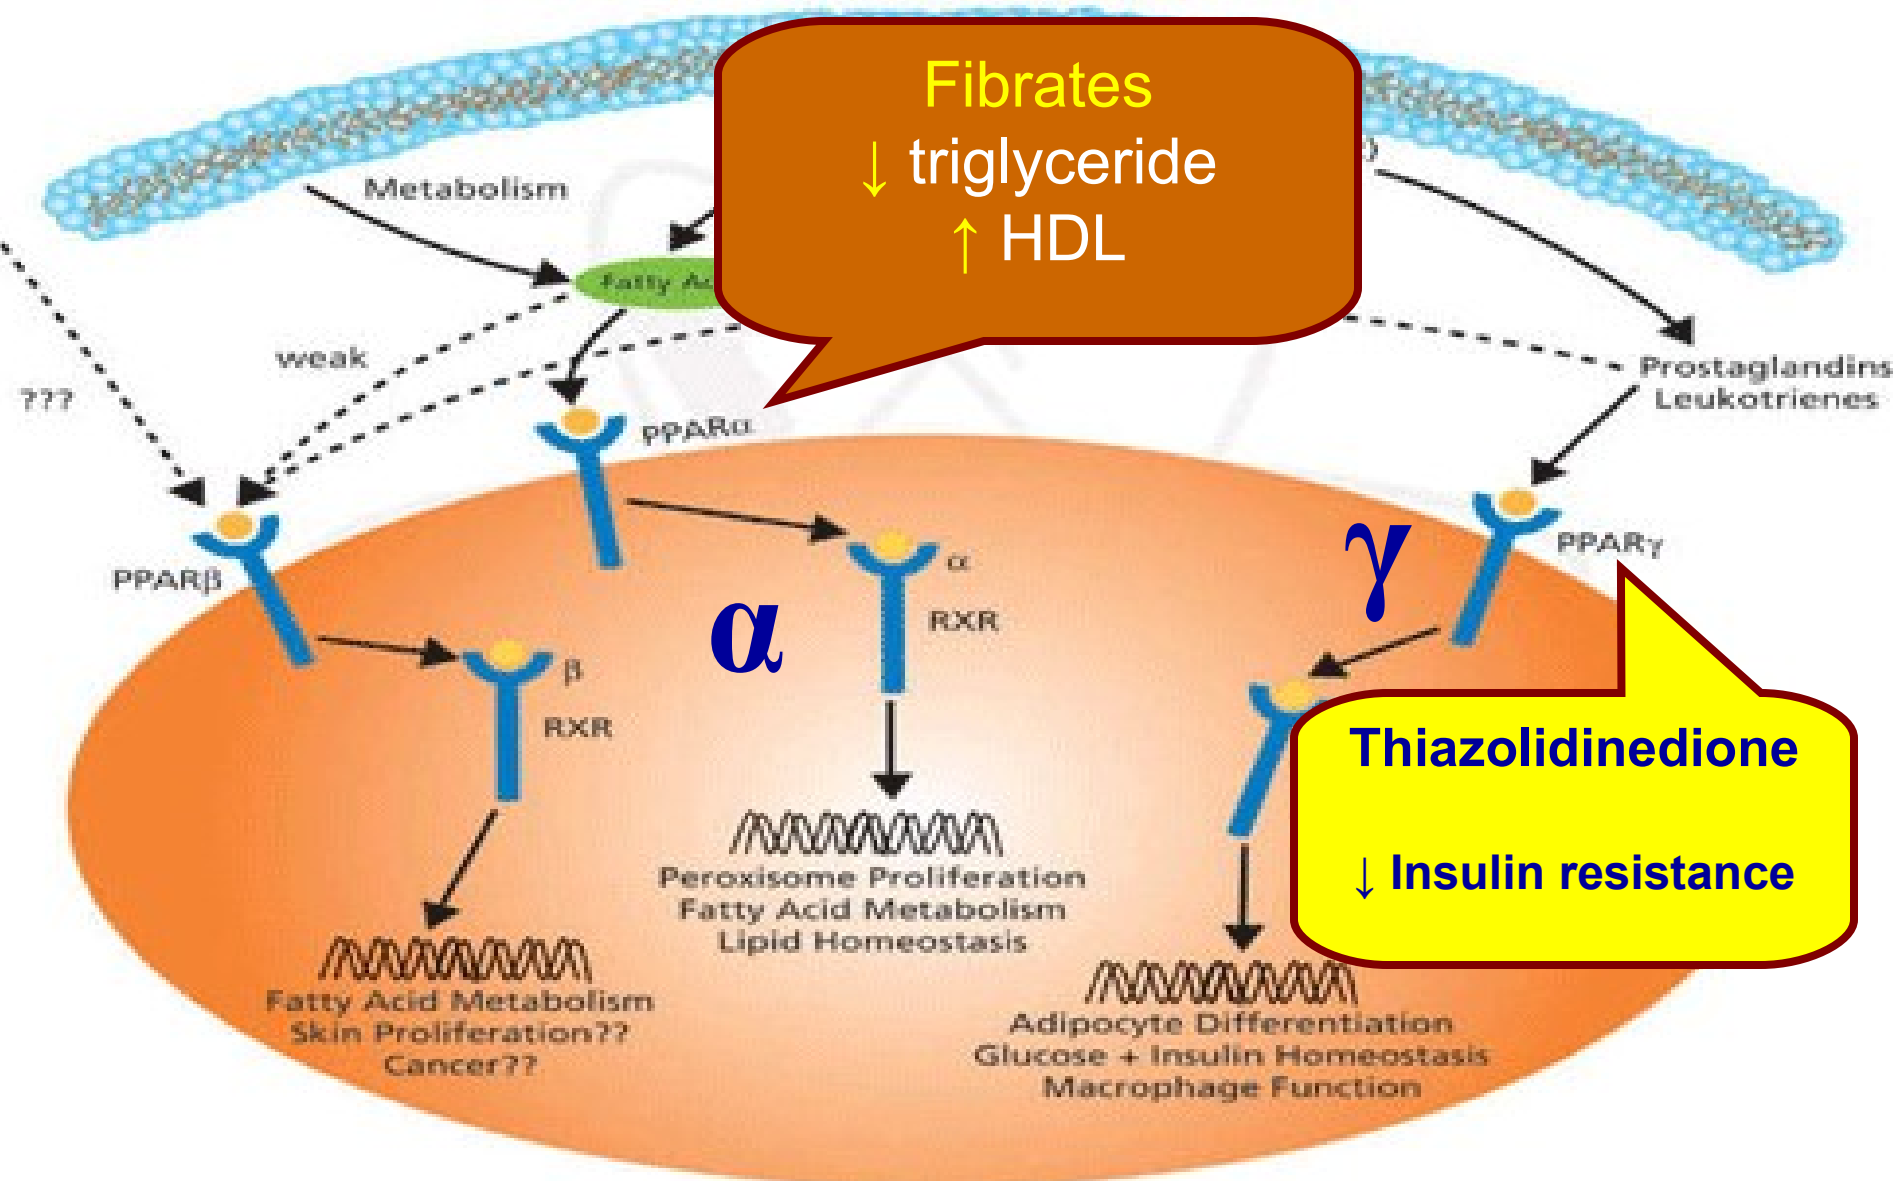 Fibrates
↓ triglyceride
↑ HDL
Metabolism
Fatty
weak
???
Prostaglandins
Leukotrienes
PPARα
PPARγ
PPARβ
γ
α
α
RXR
β
RXR
Thiazolidinedione
↓ Insulin resistance
Peroxisome Proliferation
Fatty Acid Metabolism
Lipid Homeostasis
Fatty Acid Metabolism
Skin Proliferation??
Cancer??
Adipocyte Differentiation
Glucose + Insulin Homeostasis
Macrophage Function